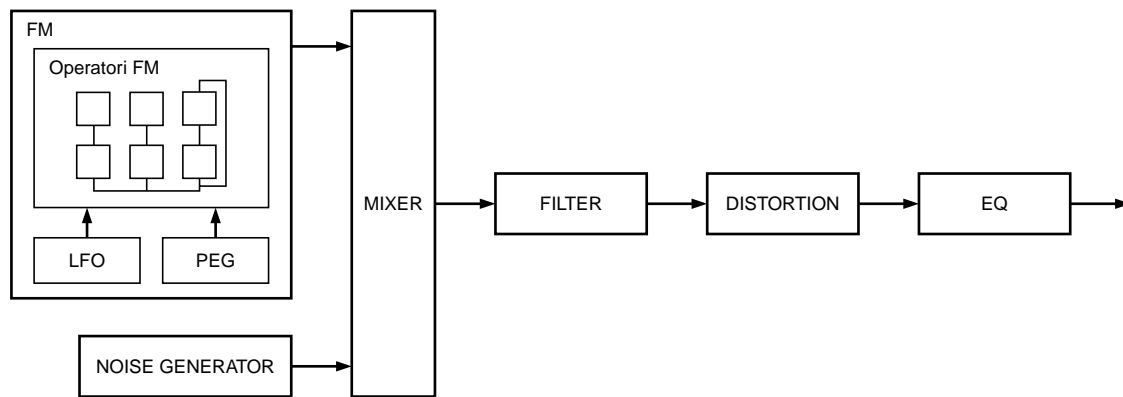 FM
Operatori FM
LFO
PEG
NOISE GENERATOR
MIXER
FILTER
DISTORTION
EQ